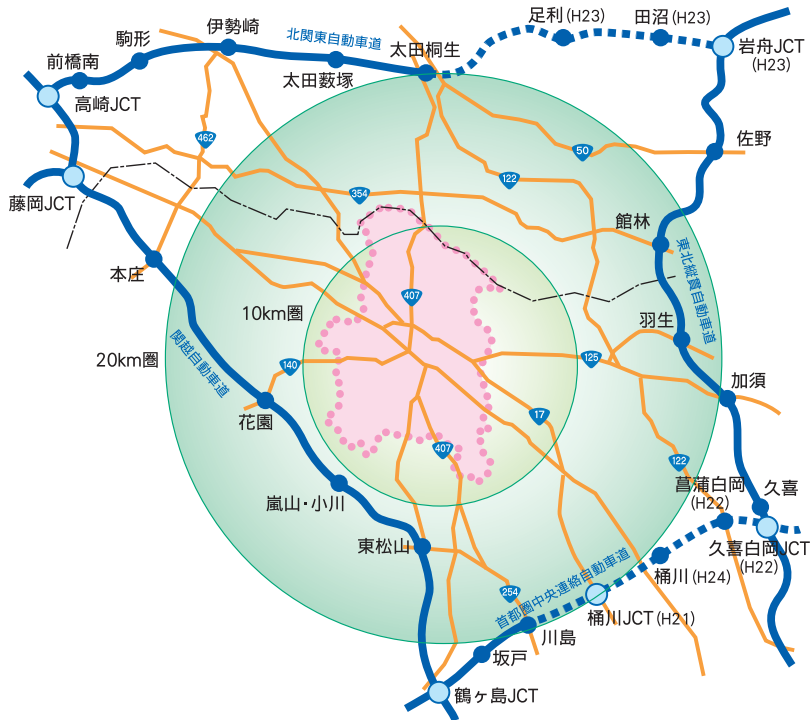 足利(H23)
田沼(H23)
伊勢崎
北関東自動車道
駒形
太田桐生
岩舟JCT
(H23)
前橋南
太田藪塚
高崎JCT
462
50
佐野
122
354
藤岡JCT
館林
本庄
東北縦貫自動車道
407
10km圏
羽生
関越自動車道
20km圏
140
125
加須
花園
17
407
122
菖蒲白岡
(H22)
久喜
嵐山・小川
久喜白岡JCT
(H22)
東松山
首都圏中央連絡自動車道
桶川(H24)
254
桶川JCT(H21)
川島
坂戸
鶴ヶ島JCT